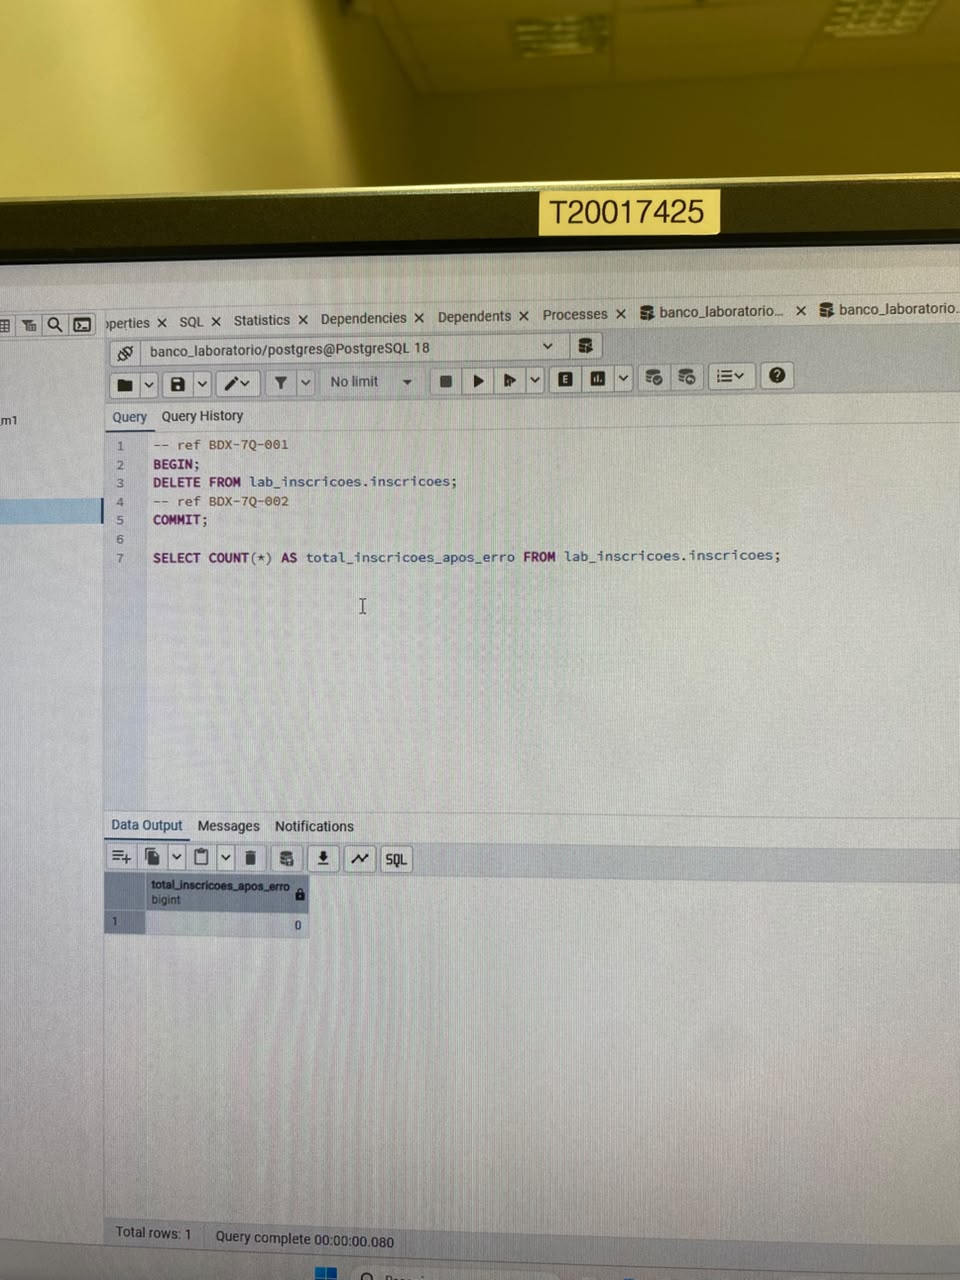 T20017425
operties SQL Statistics Dependencies Dependents Processes banco_laboratorio... banco_laboratorio..
banco_laboratorio/postgres@PostgreSQL 18
No limit
E
_m1
Query Query History
1 -- ref BDX-7Q-001
2 BEGIN;
3 DELETE FROM lab_inscricoes.inscricoes;
4 -- ref BDX-7Q-002
5 COMMIT;
6
7 SELECT COUNT(*) AS total_inscricoes_apos_erro FROM lab_inscricoes.inscricoes;
Data Output Messages Notifications
SQL
total_inscricoes_apos_erro
bigint
1 0
Total rows: 1 Query complete 00:00:00.080